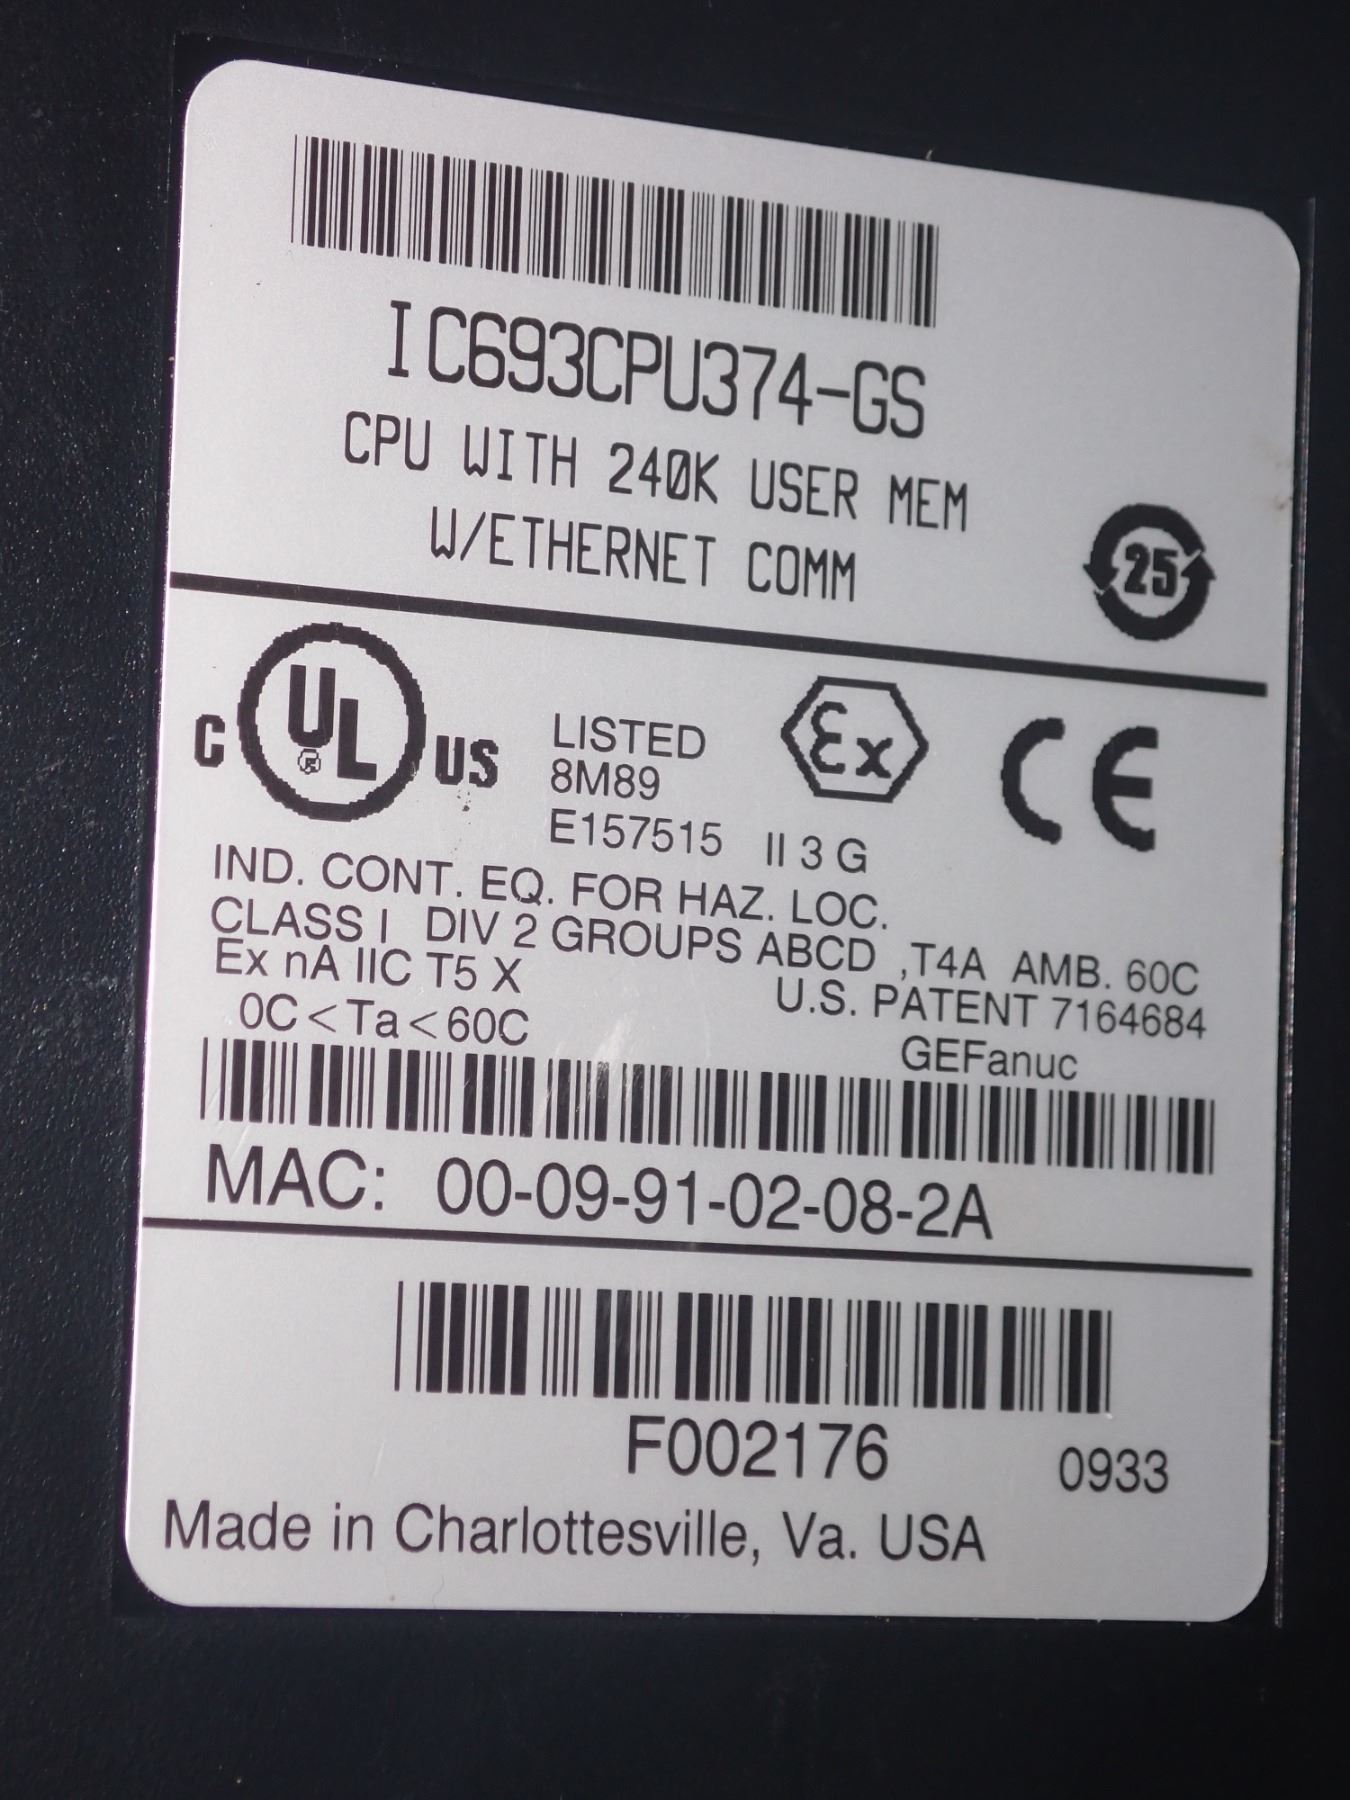 IC693CPU374-GS
CPU WITH 240K USER MEM
W/ETHERNET COMM
25
C UL US
LISTED
8M89
E157515
Ex
II 3 G
CE
IND. CONT. EQ. FOR HAZ. LOC.
CLASS I DIV 2 GROUPS ABCD ,T4A AMB. 60C
Ex nA IIC T5 X
U.S. PATENT 7164684
0C<Ta<60C
GEFanuc
MAC: 00-09-91-02-08-2A
F002176
0933
Made in Charlottesville, Va. USA